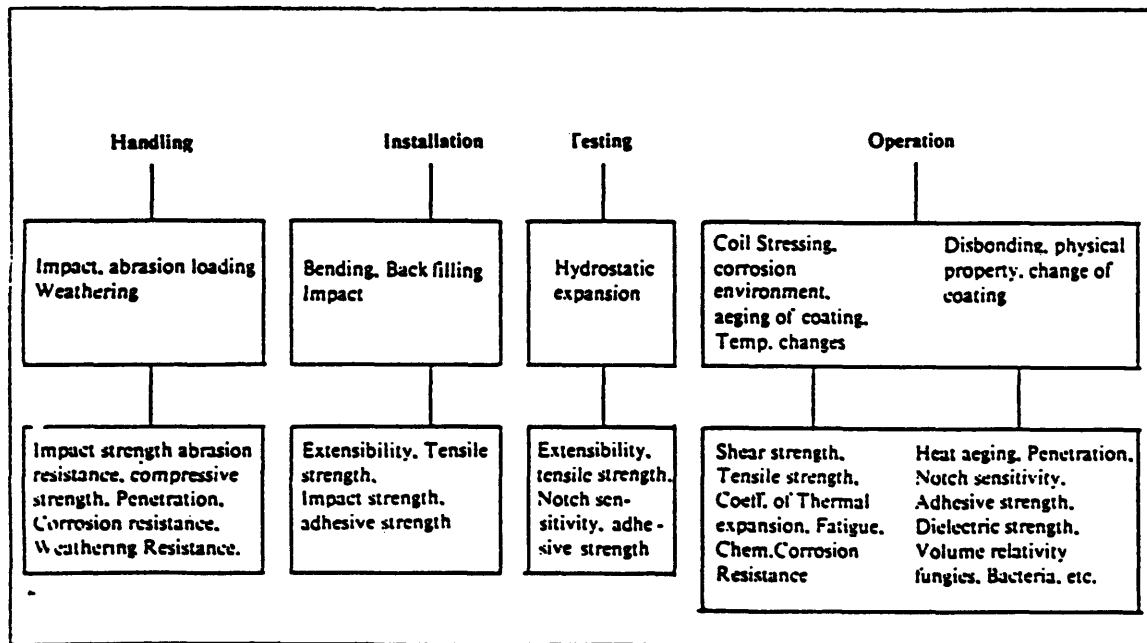 Handling Installation Testing Operation
Impact, abrasion loading
Weathering
Bending, Back filling
Impact
Hydrostatic
expansion
Coil Stressing,
corrosion
environment,
aeging of coating,
Temp. changes
Disbonding, physical
property, change of
coating
Impact strength abrasion
resistance, compressive
strength, Penetration,
Corrosion resistance,
Weathering Resistance.
Extensibility, Tensile
strength,
Impact strength,
adhesive strength
Extensibility,
tensile strength,
Notch sen-
sitivity, adhe-
sive strength
Shear strength,
Tensile strength,
Coeff. of Thermal
expansion, Fatigue,
Chem.Corrosion
Resistance
Heat aeging, Penetration,
Notch sensitivity,
Adhesive strength,
Dielectric strength,
Volume relativity
fungies, Bacteria, etc.